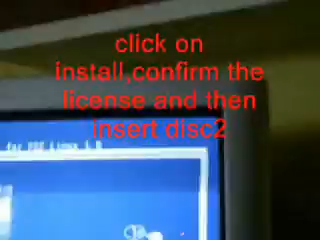 click on
install,confirm the
license and then
insert disc2
for PS2 Linux 1.0